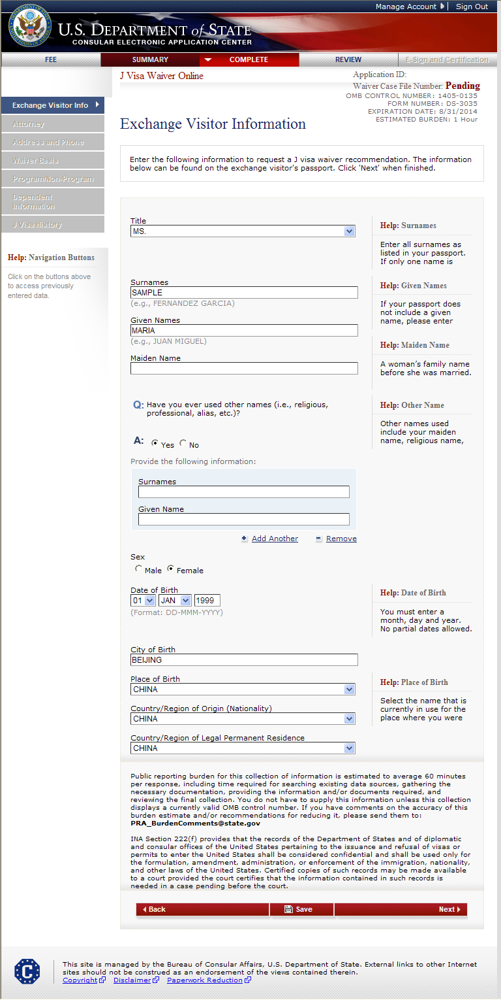 Manage Account
Sign Out
U.S. DEPARTMENT of STATE
CONSULAR ELECTRONIC APPLICATION CENTER
FEE
SUMMARY
COMPLETE
REVIEW
E-Sign and Certification
J Visa Waiver Online
Application ID:
Waiver Case File Number: Pending
OMB CONTROL NUMBER: 1405-0135
FORM NUMBER: DS-3035
EXPIRATION DATE: 8/31/2014
ESTIMATED BURDEN: 1 Hour
Exchange Visitor Info
Attorney
Address and Phone
Waiver Basis
Program/Non-Program
Dependent
Information
J Visa History
Help: Navigation Buttons
Click on the buttons above
to access previously
entered data.
Exchange Visitor Information
Enter the following information to request a J visa waiver recommendation. The information
below can be found on the exchange visitor's passport. Click 'Next' when finished.
Title
MS.
Help: Surnames
Enter all surnames as
listed in your passport.
If only one name is
Surnames
SAMPLE
(e.g., FERNANDEZ GARCIA)
Help: Given Names
If your passport does
not include a given
name, please enter
Given Names
MARIA
(e.g., JUAN MIGUEL)
Help: Maiden Name
A woman's family name
before she was married.
Maiden Name
Q: Have you ever used other names (i.e., religious,
professional, alias, etc.)?
A: Yes No
Help: Other Name
Other names used
include your maiden
name, religious name,
Provide the following information:
Surnames
Given Name
Add Another
Remove
Sex
Male Female
Date of Birth
01 JAN 1999
(Format: DD-MMM-YYYY)
Help: Date of Birth
You must enter a
month, day and year.
No partial dates allowed.
City of Birth
BEIJING
Place of Birth
CHINA
Help: Place of Birth
Select the name that is
currently in use for the
place where you were
Country/Region of Origin (Nationality)
CHINA
Country/Region of Legal Permanent Residence
CHINA
Public reporting burden for this collection of information is estimated to average 60 minutes
per response, including time required for searching existing data sources, gathering the
necessary documentation, providing the information and/or documents required, and
reviewing the final collection. You do not have to supply this information unless this collection
displays a currently valid OMB control number. If you have comments on the accuracy of this
burden estimate and/or recommendations for reducing it, please send them to:
PRA_BurdenComments@state.gov
INA Section 222(f) provides that the records of the Department of States and of diplomatic
and consular offices of the United States pertaining to the issuance and refusal of visas or
permits to enter the United States shall be considered confidential and shall be used only for
the formulation, amendment, administration, or enforcement of the immigration, nationality,
and other laws of the United States. Certified copies of such records may be made available
to a court provided the court certifies that the information contained in such records is
needed in a case pending before the court.
Back
Save
Next
C
This site is managed by the Bureau of Consular Affairs, U.S. Department of State. External links to other Internet
sites should not be construed as an endorsement of the views contained therein.
Copyright Disclaimer Paperwork Reduction